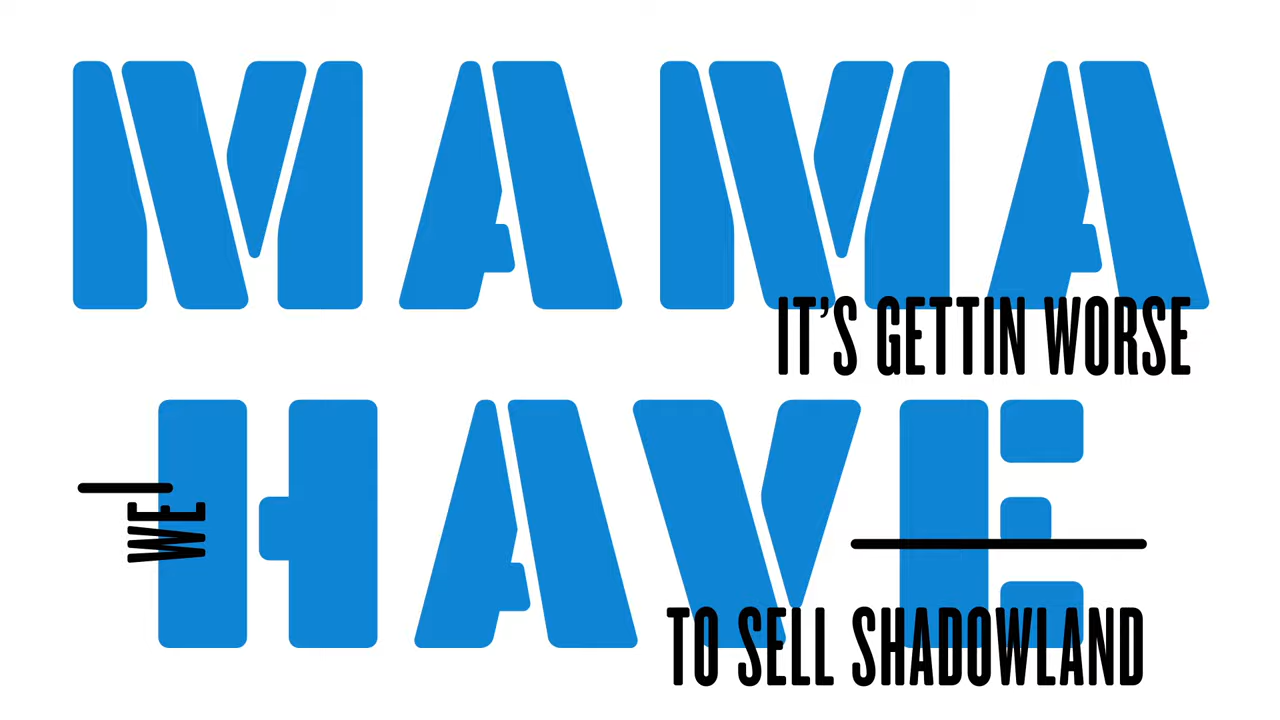 MAMA
IT'S GETTIN WORSE
WE
HAVE
TO SELL SHADOWLAND